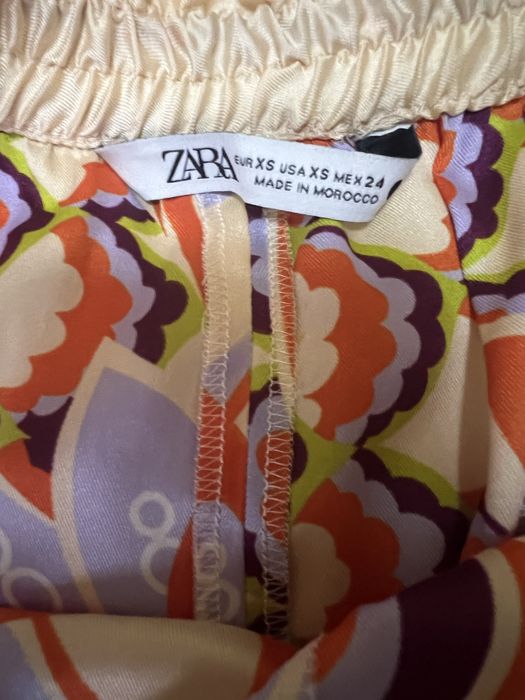 ZARA
EUR XS USA XS MEX 24
MADE IN MOROCCO